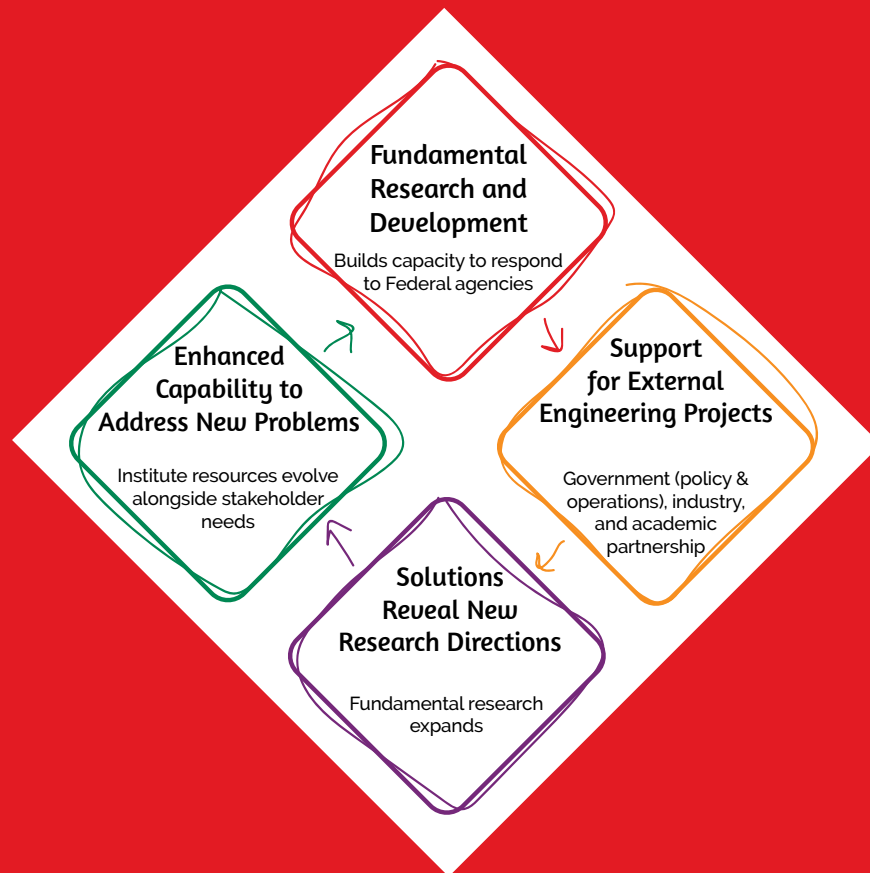 Fundamental
Research and
Development
Builds capacity to respond
to Federal agencies
Support
for External
Engineering Projects
Government (policy &
operations), industry,
and academic
partnership
Solutions
Reveal New
Research Directions
Fundamental research
expands
Enhanced
Capability to
Address New Problems
Institute resources evolve
alongside stakeholder
needs